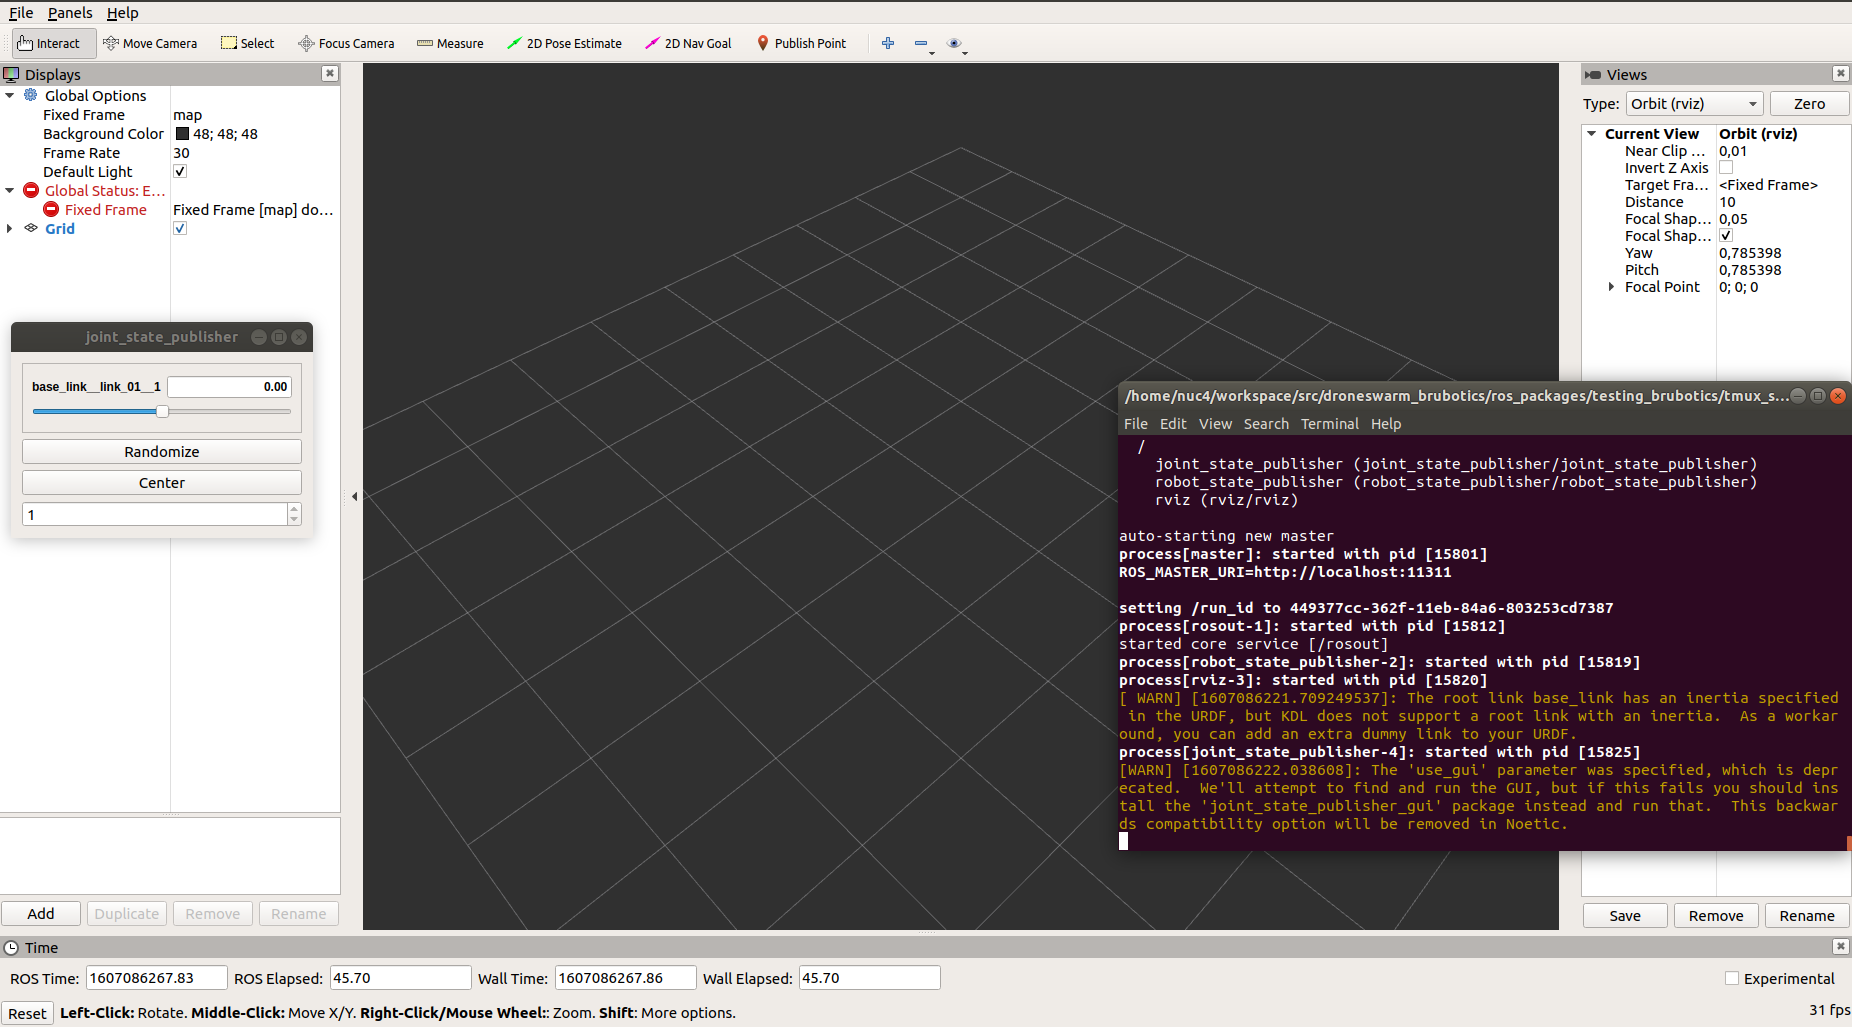 File Panels Help
Interact Move Camera Select Focus Camera Measure 2D Pose Estimate 2D Nav Goal Publish Point
Displays
Global Options
Fixed Frame map
Background Color 48; 48; 48
Frame Rate 30
Default Light
Global Status: E...
Fixed Frame Fixed Frame [map] do...
Grid
joint_state_publisher
base_link__link_01__1 0.00
Randomize
Center
1
Add Duplicate Remove Rename
Views
Type: Orbit (rviz) Zero
Current View Orbit (rviz)
Near Clip ... 0,01
Invert Z Axis
Target Fra... <Fixed Frame>
Distance 10
Focal Shap... 0,05
Focal Shap...
Yaw 0,785398
Pitch 0,785398
Focal Point 0; 0; 0
/home/nuc4/workspace/src/droneswarm_brubotics/ros_packages/testing_brubotics/tmux_s...
File Edit View Search Terminal Help
/
joint_state_publisher (joint_state_publisher/joint_state_publisher)
robot_state_publisher (robot_state_publisher/robot_state_publisher)
rviz (rviz/rviz)
auto-starting new master
process[master]: started with pid [15801]
ROS_MASTER_URI=http://localhost:11311
setting /run_id to 449377cc-362f-11eb-84a6-803253cd7387
process[rosout-1]: started with pid [15812]
started core service [/rosout]
process[robot_state_publisher-2]: started with pid [15819]
process[rviz-3]: started with pid [15820]
[ WARN] [1607086221.709249537]: The root link base_link has an inertia specified
in the URDF, but KDL does not support a root link with an inertia.  As a workar
ound, you can add an extra dummy link to your URDF.
process[joint_state_publisher-4]: started with pid [15825]
[WARN] [1607086222.038608]: The 'use_gui' parameter was specified, which is depr
ecated.  We'll attempt to find and run the GUI, but if this fails you should ins
tall the 'joint_state_publisher_gui' package instead and run that.  This backwar
ds compatibility option will be removed in Noetic.
Save Remove Rename
Time
ROS Time: 1607086267.83 ROS Elapsed: 45.70 Wall Time: 1607086267.86 Wall Elapsed: 45.70 Experimental
Reset Left-Click: Rotate. Middle-Click: Move X/Y. Right-Click/Mouse Wheel:: Zoom. Shift: More options. 31 fps